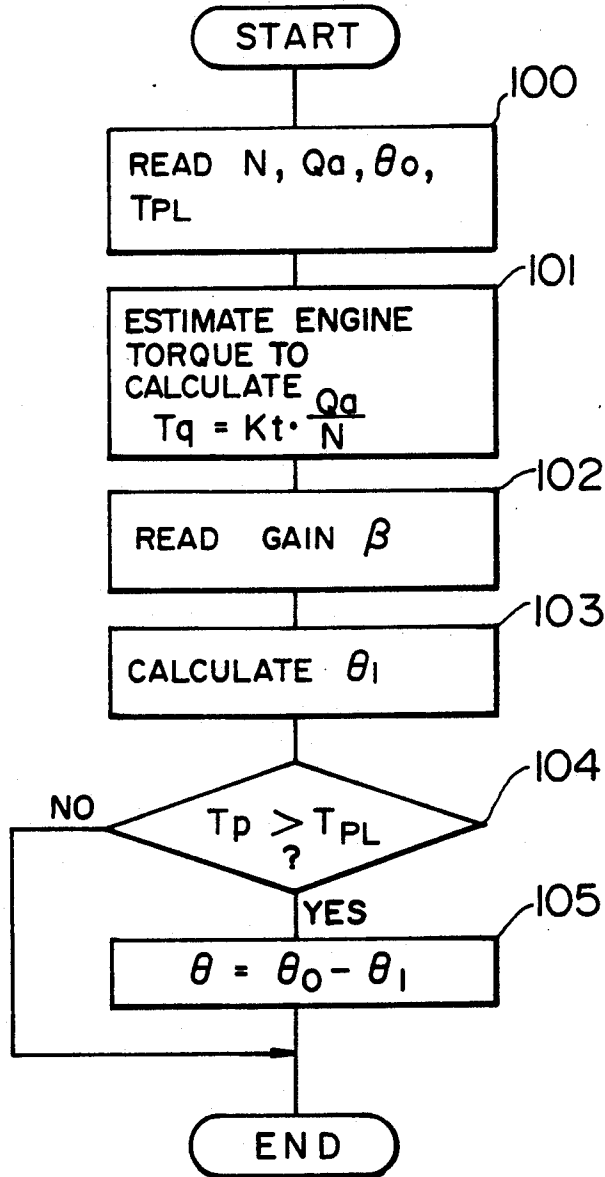 START
100
READ N, Qa, θo,
TPL
101
ESTIMATE ENGINE
TORQUE TO
CALCULATE
Tq = Kt · Qa/N
102
READ GAIN β
103
CALCULATE θ1
104
NO
Tp > TPL
?
YES
105
θ = θ0 − θ1
END